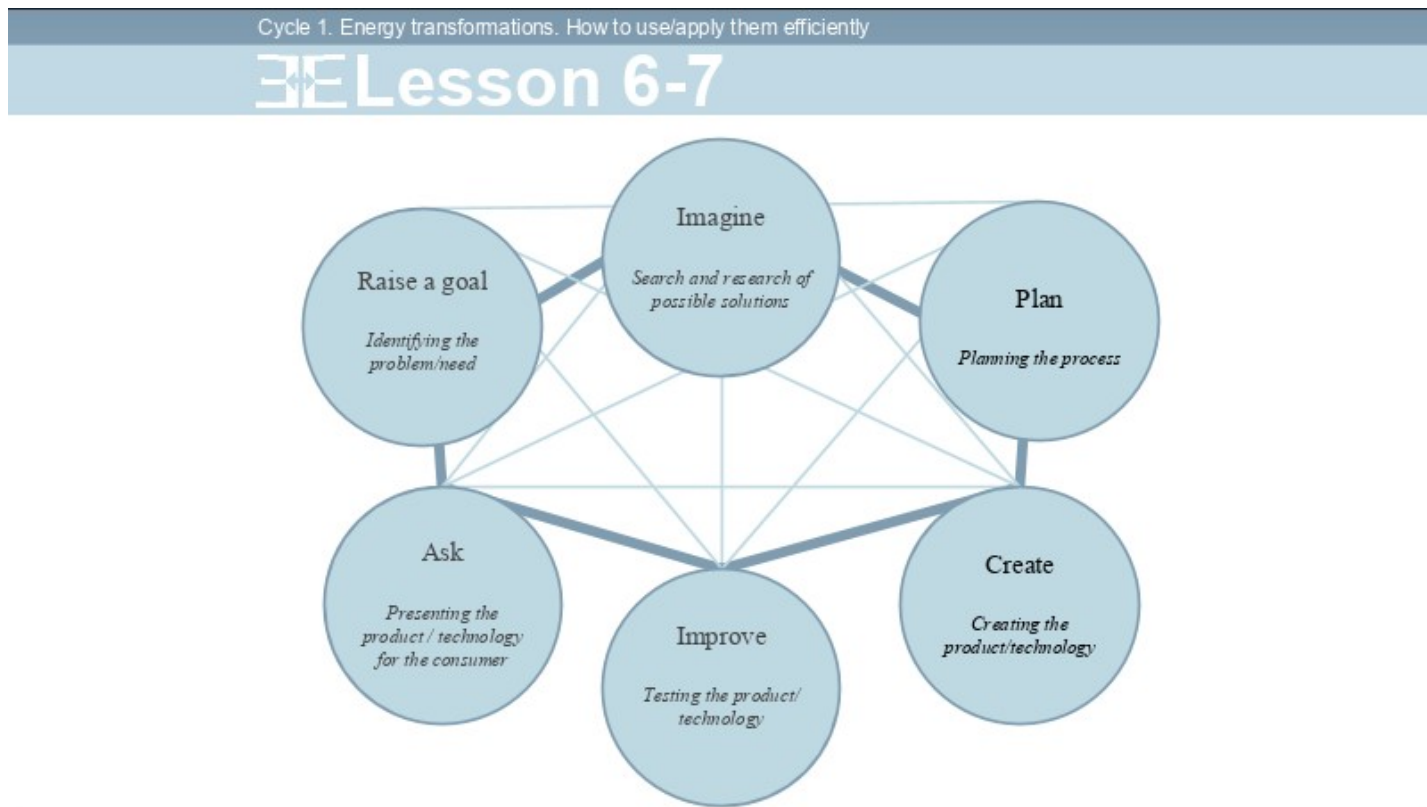 Cycle 1. Energy transformations. How to use/apply them efficiently
Lesson 6-7
Imagine
Search and research of
possible solutions
Raise a goal
Identifying the
problem/need
Plan
Planning the process
Ask
Presenting the
product / technology
for the consumer
Improve
Testing the product/
technology
Create
Creating the
product/technology